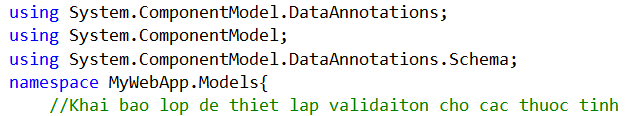 using System.ComponentModel.DataAnnotations;
using System.ComponentModel;
using System.ComponentModel.DataAnnotations.Schema;
namespace MyWebApp.Models{
    //Khai bao lop de thiet lap validaiton cho cac thuoc tinh